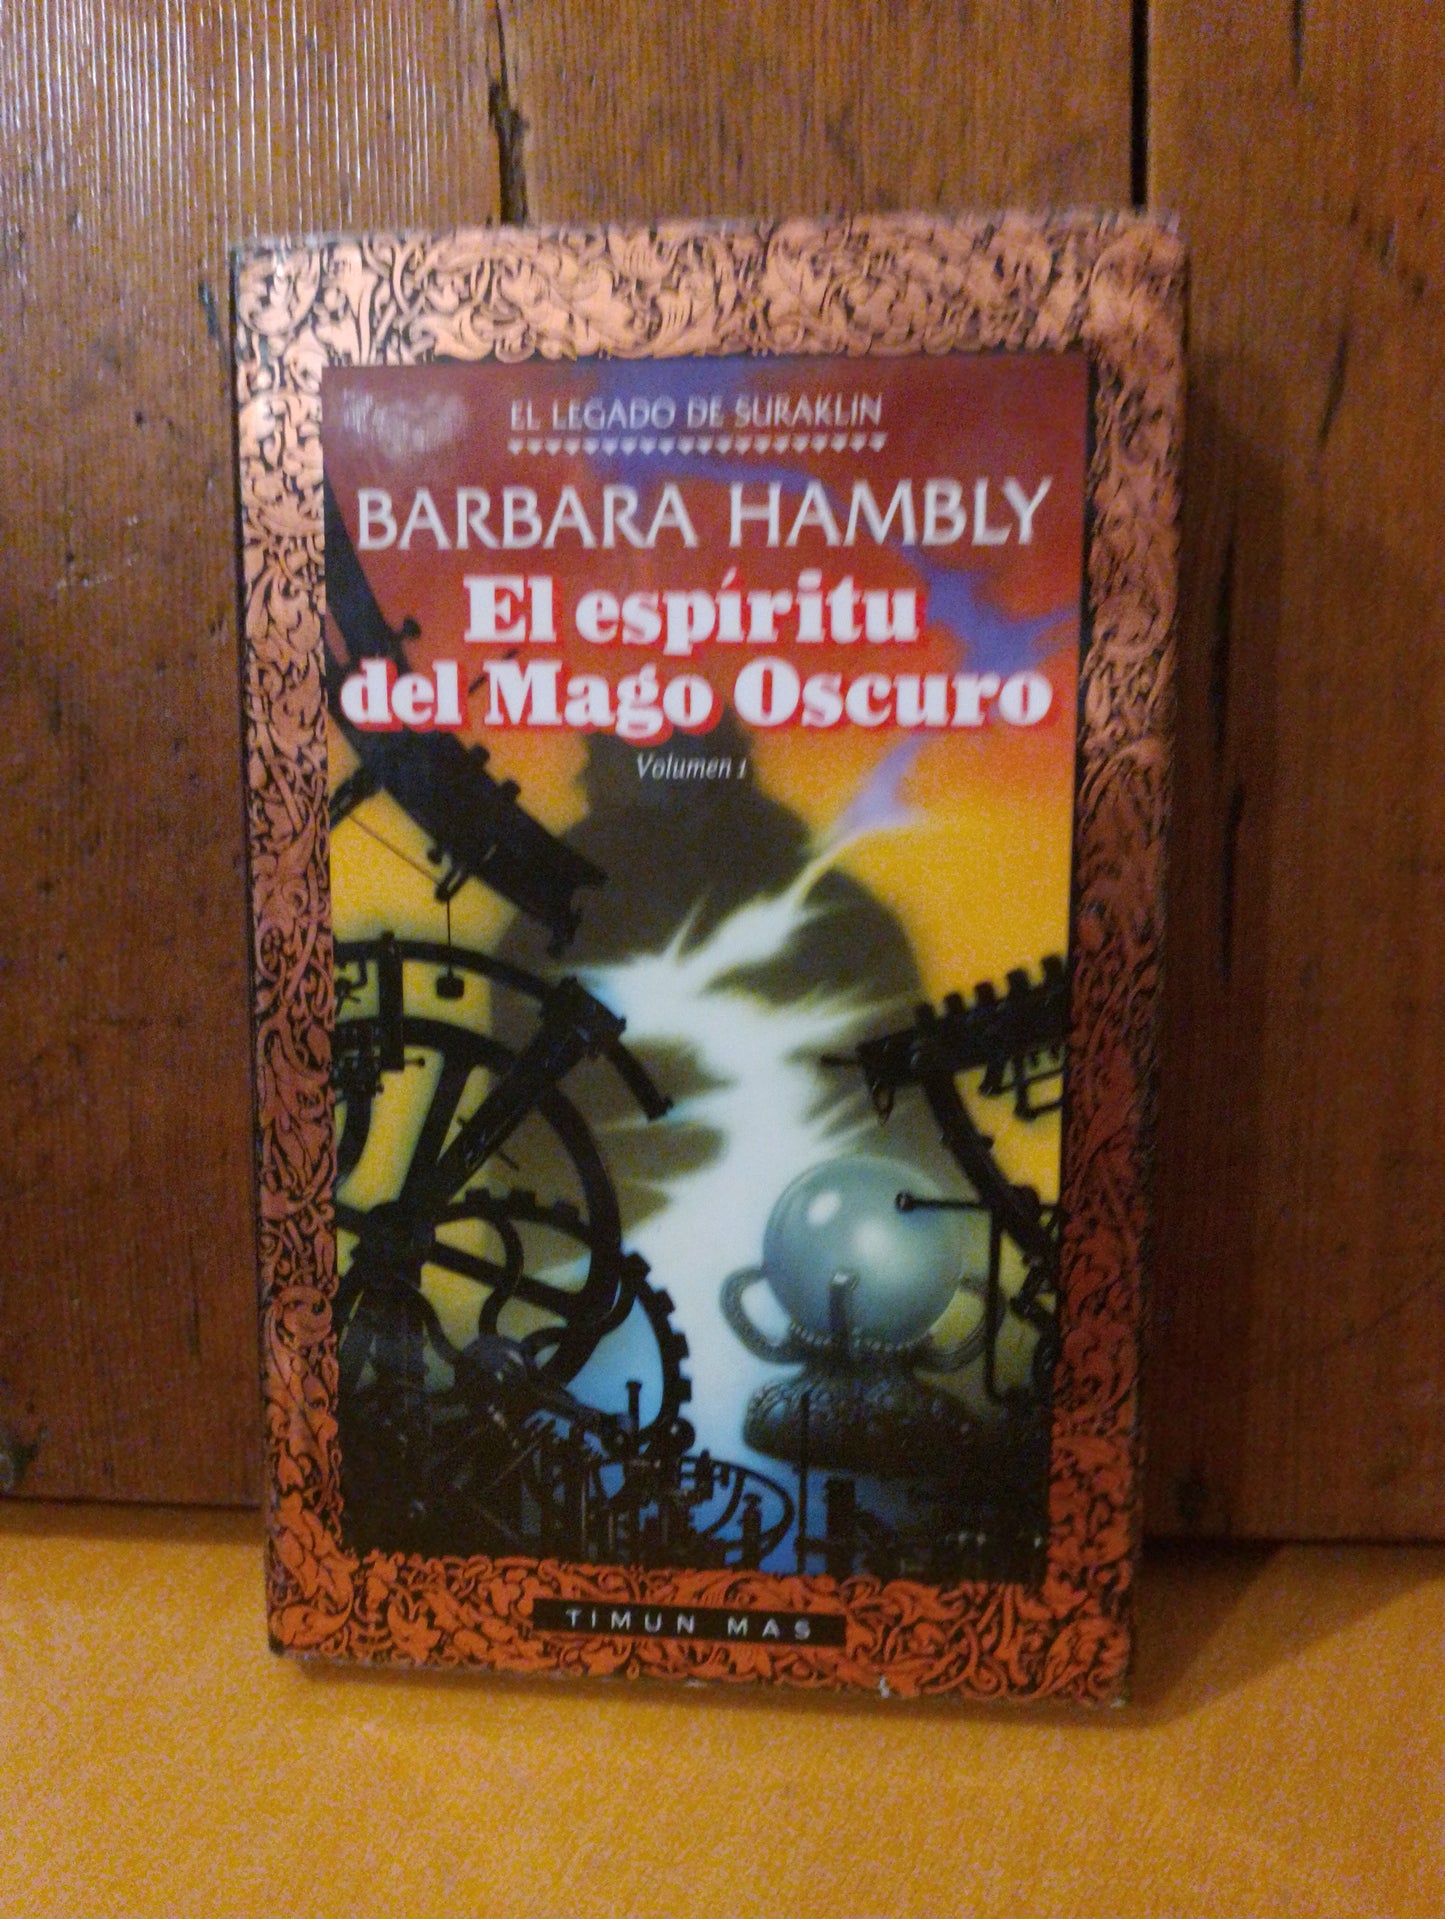 EL LEGADO DE SURAKLIN
BARBARA HAMBLY
El espíritu
del Mago Oscuro
Volumen 1
TIMUN MAS